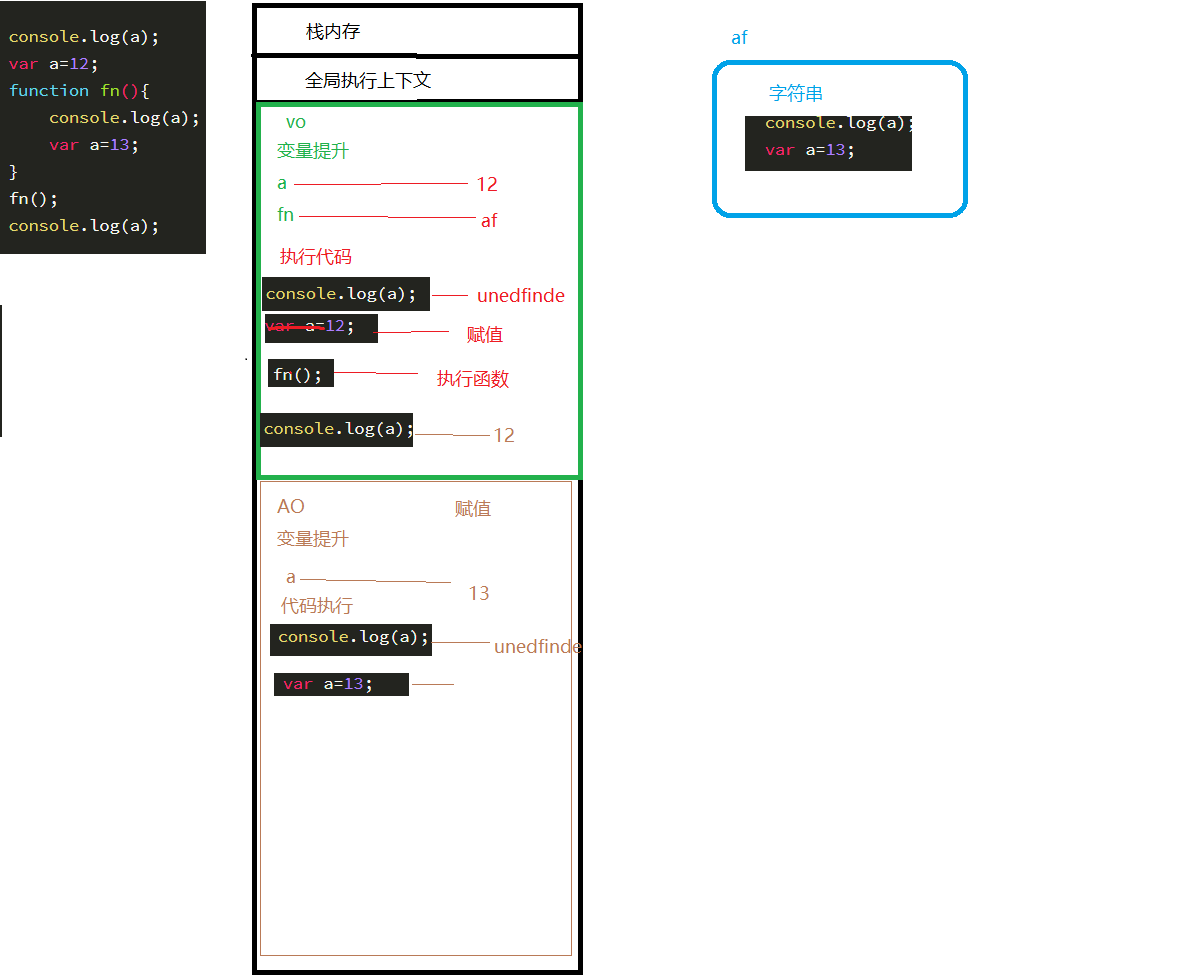 console.log(a);
var a=12;
function fn(){
console.log(a);
var a=13;
}
fn();
console.log(a);
栈内存
全局执行上下文
vo
变量提升
a 12
fn af
执行代码
console.log(a); unedfinde
var a=12; 赋值
fn(); 执行函数
console.log(a); 12
AO 赋值
变量提升
a 13
代码执行
console.log(a); unedfinde
var a=13;
af
字符串
console.log(a);
var a=13;